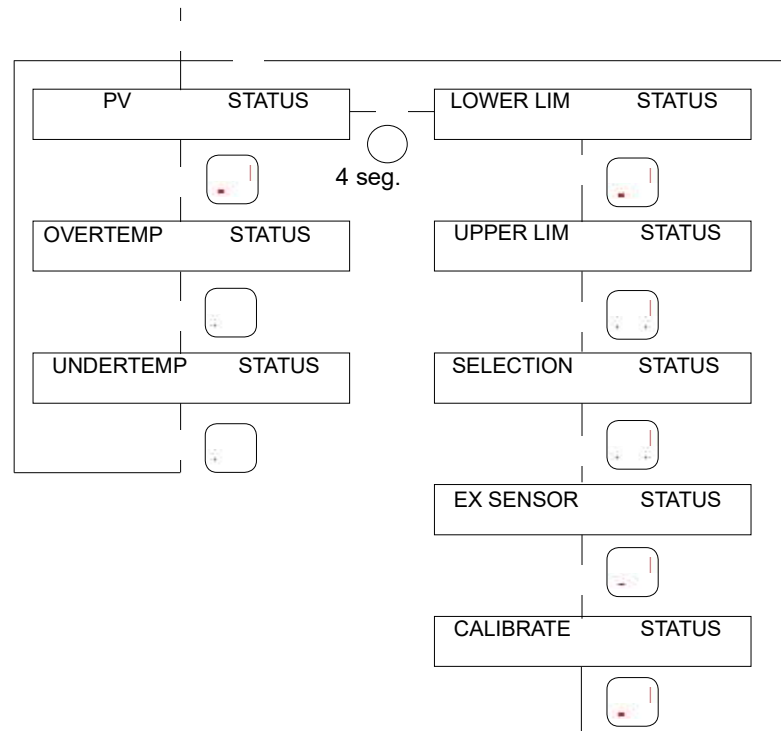 PV STATUS
LOWER LIM STATUS
4 seg.
OVERTEMP STATUS
UPPER LIM STATUS
UNDERTEMP STATUS
SELECTION STATUS
EX SENSOR STATUS
CALIBRATE STATUS